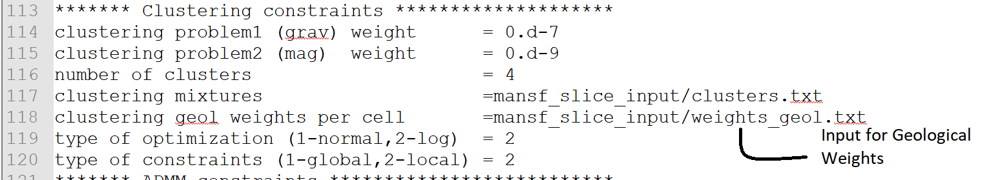 113 ******* Clustering constraints ********************
114 clustering problem1 (grav) weight = 0.d-7
115 clustering problem2 (mag) weight = 0.d-9
116 number of clusters = 4
117 clustering mixtures =mansf_slice_input/clusters.txt
118 clustering geol weights per cell =mansf_slice_input/weights_geol.txt
119 type of optimization (1-normal,2-log) = 2
120 type of constraints (1-global,2-local) = 2
121 ******* ADMM constraints **************************
Input for Geological
Weights